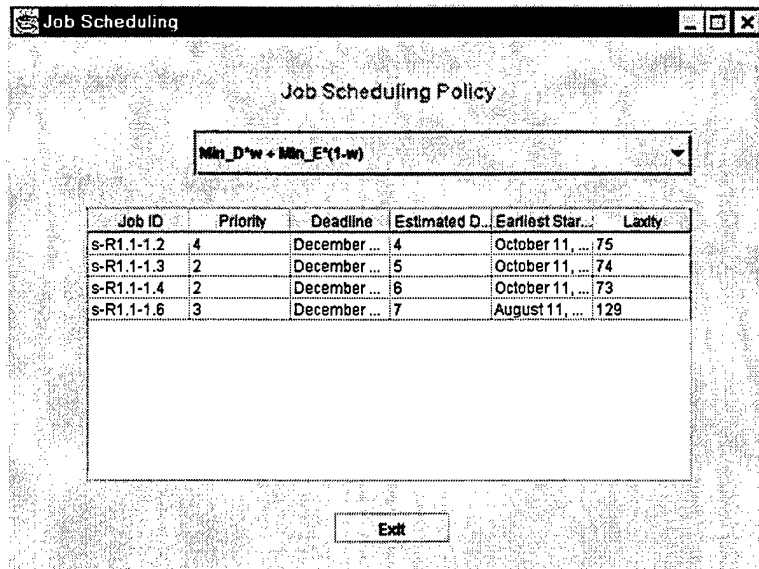 Job Scheduling
Job Scheduling Policy
Min_D*w + Min_E*(1-w)
Job ID Priority Deadline Estimated D... Earliest Star... Laxity
s-R1.1-1.2 4 December ... 4 October 11, ... 75
s-R1.1-1.3 2 December ... 5 October 11, ... 74
s-R1.1-1.4 2 December ... 6 October 11, ... 73
s-R1.1-1.6 3 December ... 7 August 11, ... 129
Exit